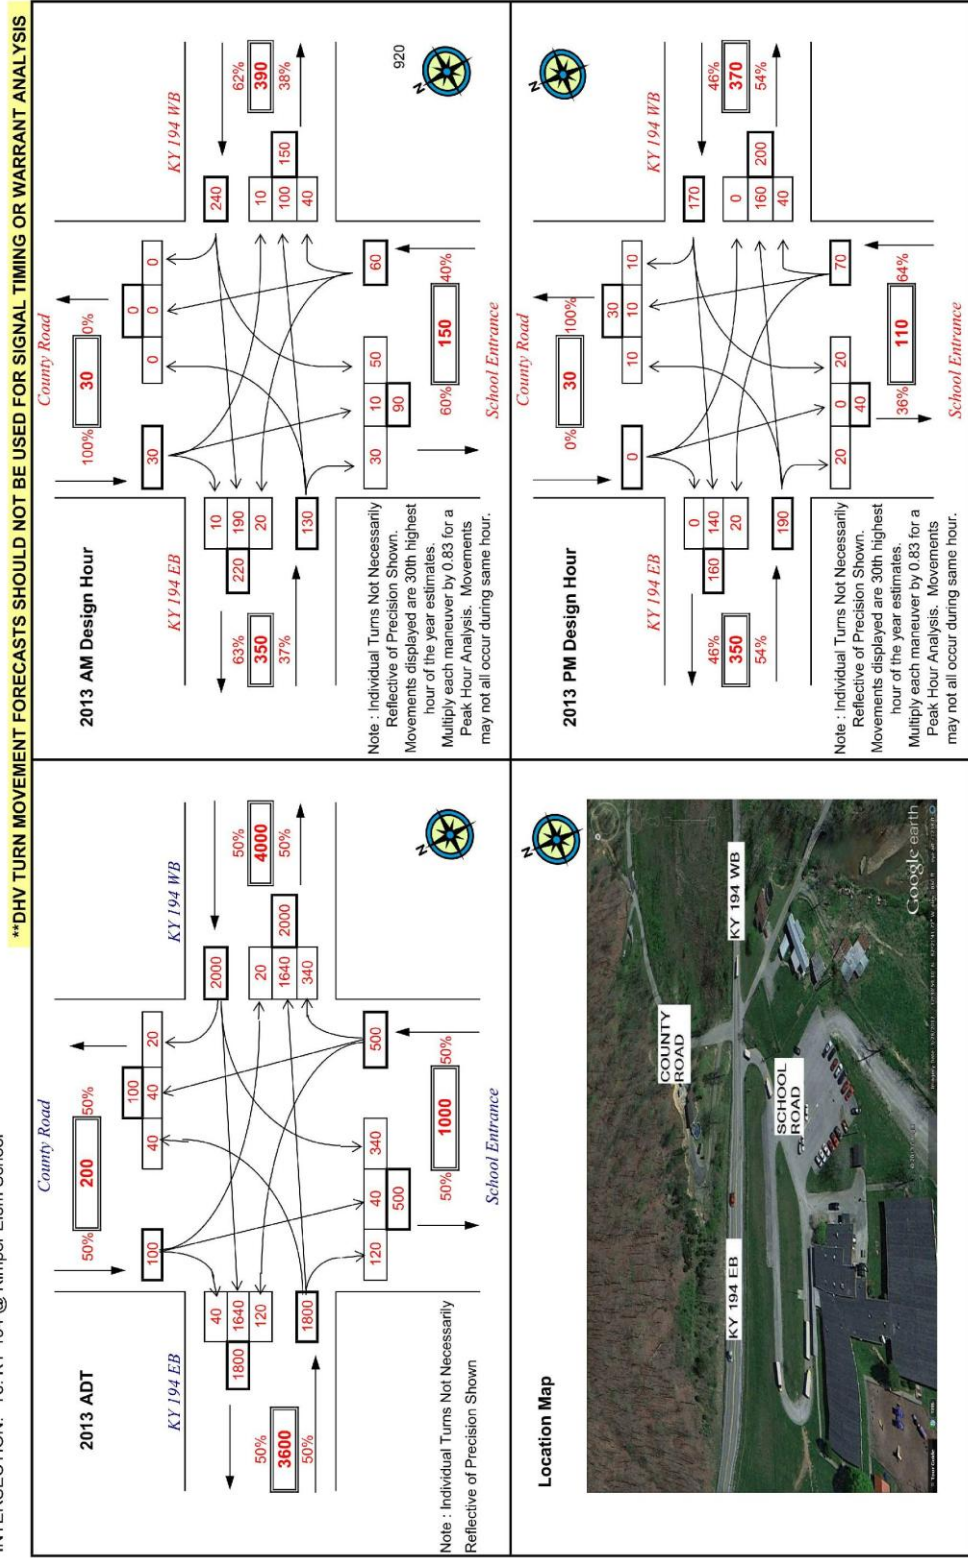 **DHV TURN MOVEMENT FORECASTS SHOULD NOT BE USED FOR SIGNAL TIMING OR WARRANT ANALYSIS
2013 ADT
County Road
200
50%
50%
100
100
40
40
20
KY 194 EB
KY 194 WB
40
1640
120
1800
1800
50%
3600
50%
2000
20
1640
340
2000
50%
4000
50%
120
40
340
500
500
50%
1000
50%
School Entrance
Note : Individual Turns Not Necessarily
Reflective of Precision Shown
N
2013 AM Design Hour
County Road
30
100%
0%
30
0
0
0
0
KY 194 EB
KY 194 WB
10
190
20
220
130
63%
350
37%
240
10
100
40
150
62%
390
38%
920
30
10
50
90
60
60%
150
40%
School Entrance
Note : Individual Turns Not Necessarily
Reflective of Precision Shown.
Movements displayed are 30th highest
hour of the year estimates.
Multiply each maneuver by 0.83 for a
Peak Hour Analysis. Movements
may not all occur during same hour.
N
Location Map
N
COUNTY
ROAD
KY 194 EB
KY 194 WB
SCHOOL
ROAD
Google earth
2013 PM Design Hour
County Road
30
0%
100%
0
30
10
10
10
KY 194 EB
KY 194 WB
0
140
20
160
190
46%
350
54%
170
0
160
40
200
46%
370
54%
20
0
20
40
70
36%
110
64%
School Entrance
Note : Individual Turns Not Necessarily
Reflective of Precision Shown.
Movements displayed are 30th highest
hour of the year estimates.
Multiply each maneuver by 0.83 for a
Peak Hour Analysis. Movements
may not all occur during same hour.
N